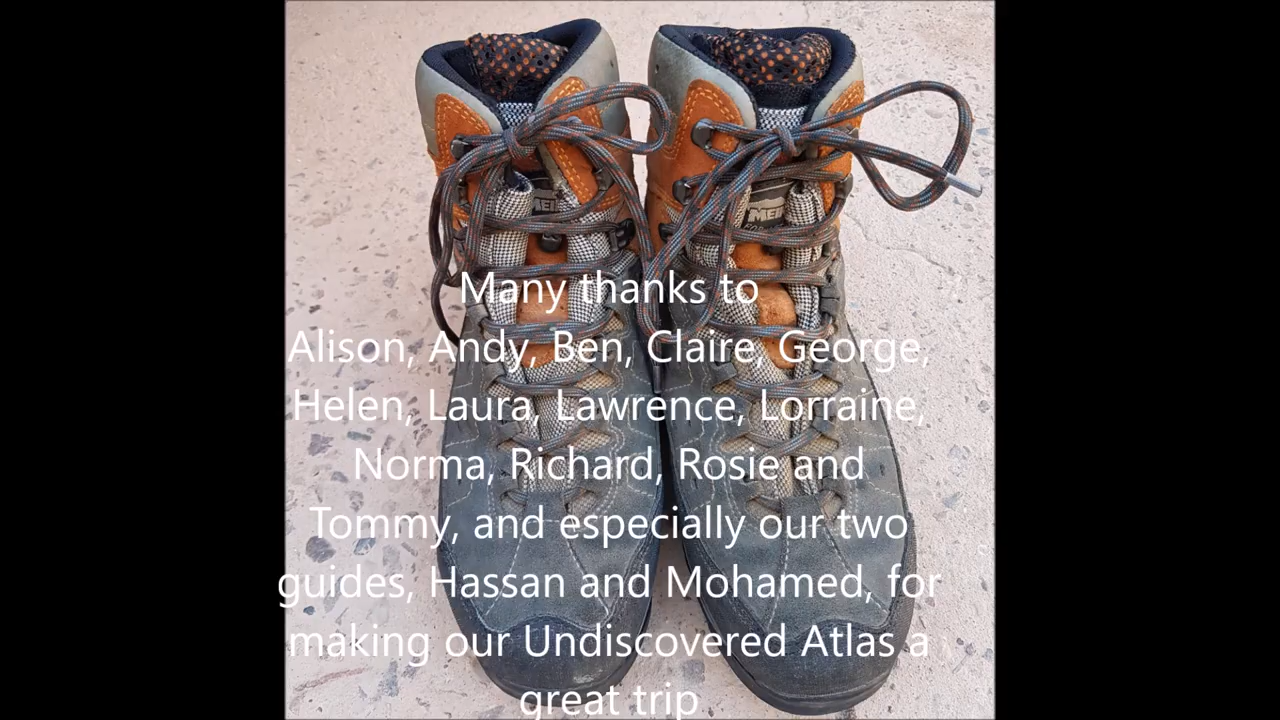 Many thanks to
Alison, Andy, Ben, Claire, George,
Helen, Laura, Lawrence, Lorraine,
Norma, Richard, Rosie and
Tommy, and especially our two
guides, Hassan and Mohamed, for
making our Undiscovered Atlas a
great trip